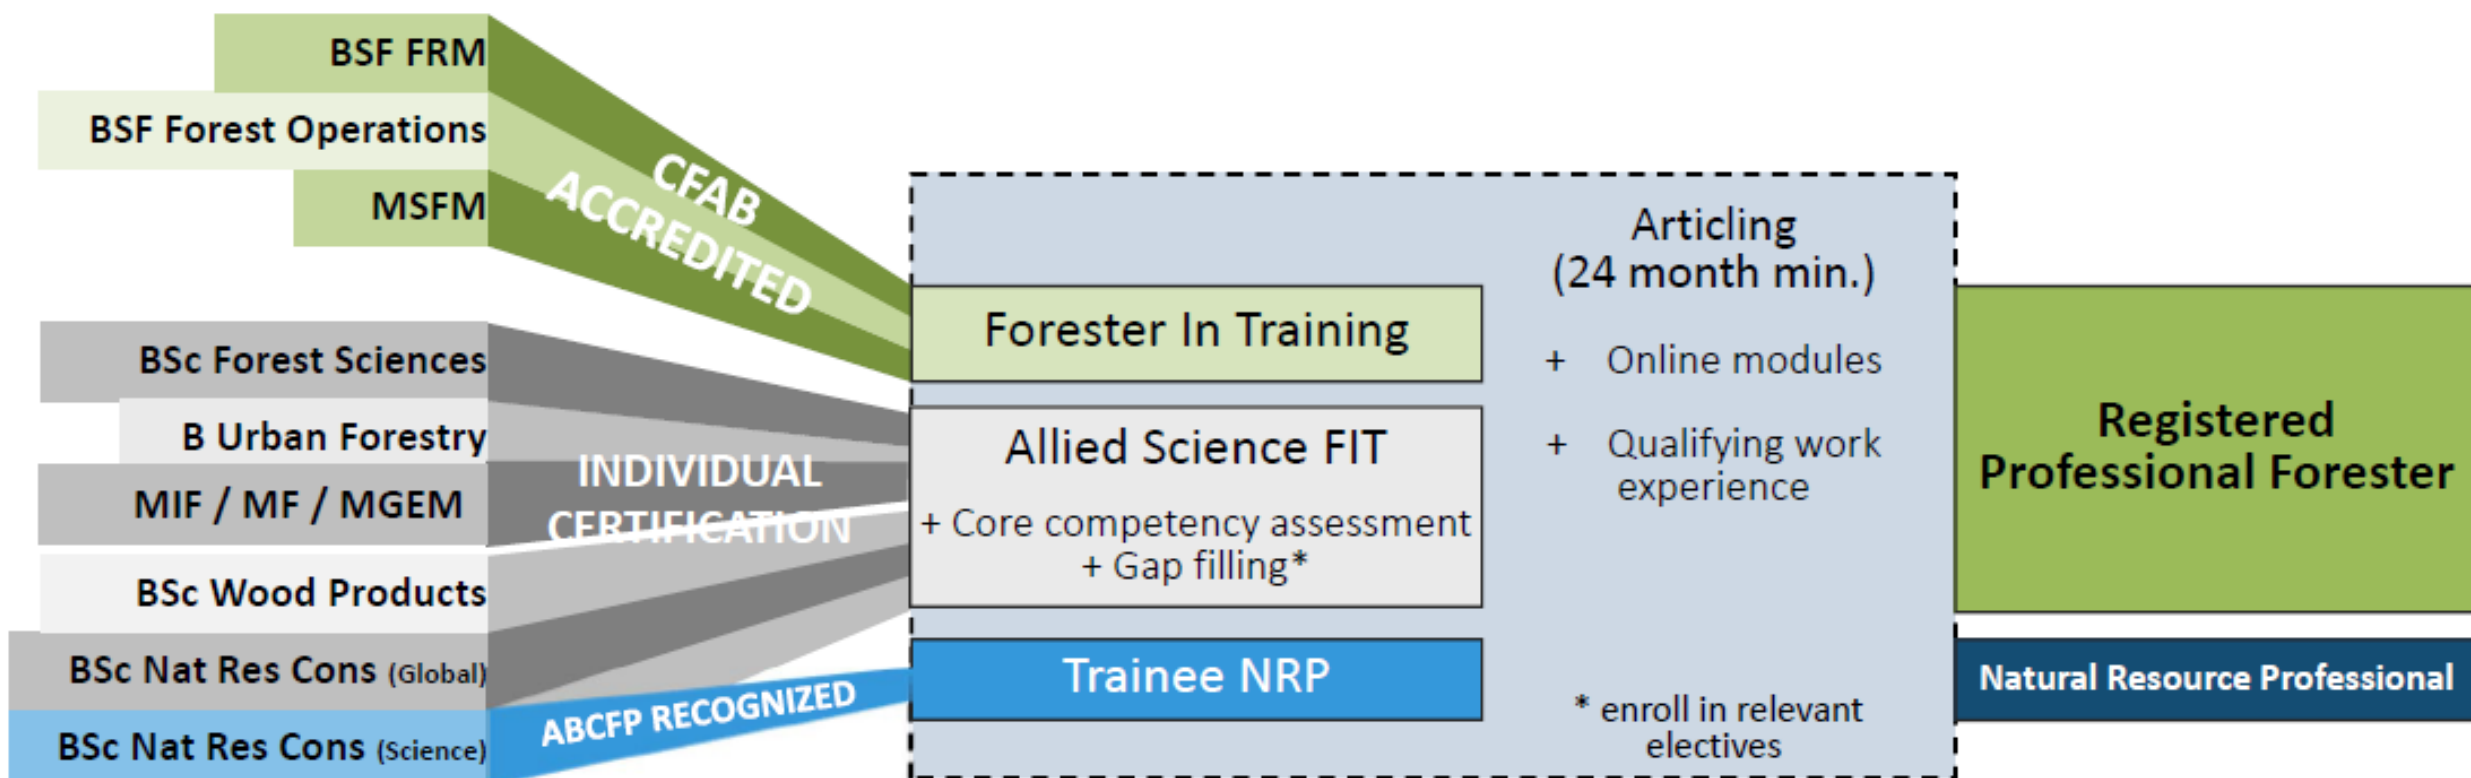 BSF FRM
BSF Forest Operations
MSFM
CFAB
ACCREDITED
BSc Forest Sciences
B Urban Forestry
MIF / MF / MGEM
BSc Wood Products
BSc Nat Res Cons (Global)
BSc Nat Res Cons (Science)
INDIVIDUAL
CERTIFICATION
ABCFP RECOGNIZED
Forester In Training
Allied Science FIT
+ Core competency assessment
+ Gap filling*
Trainee NRP
Articling
(24 month min.)
+ Online modules
+ Qualifying work
experience
* enroll in relevant
electives
Registered
Professional Forester
Natural Resource Professional